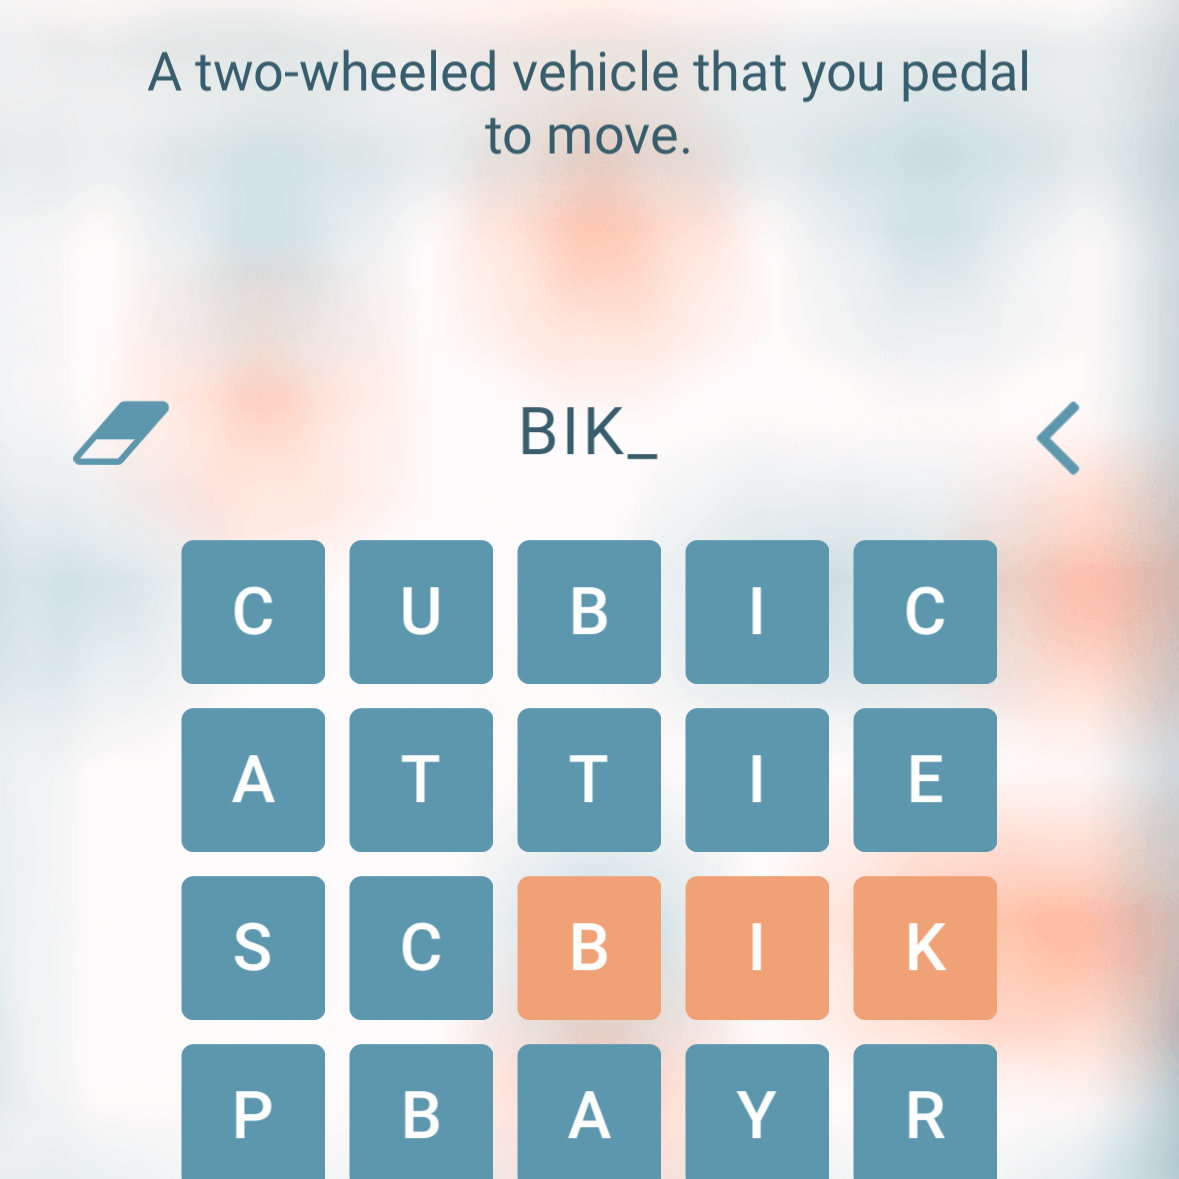 A two-wheeled vehicle that you pedal
to move.
BIK_
C U B I C
A T T I E
S C B I K
P B A Y R